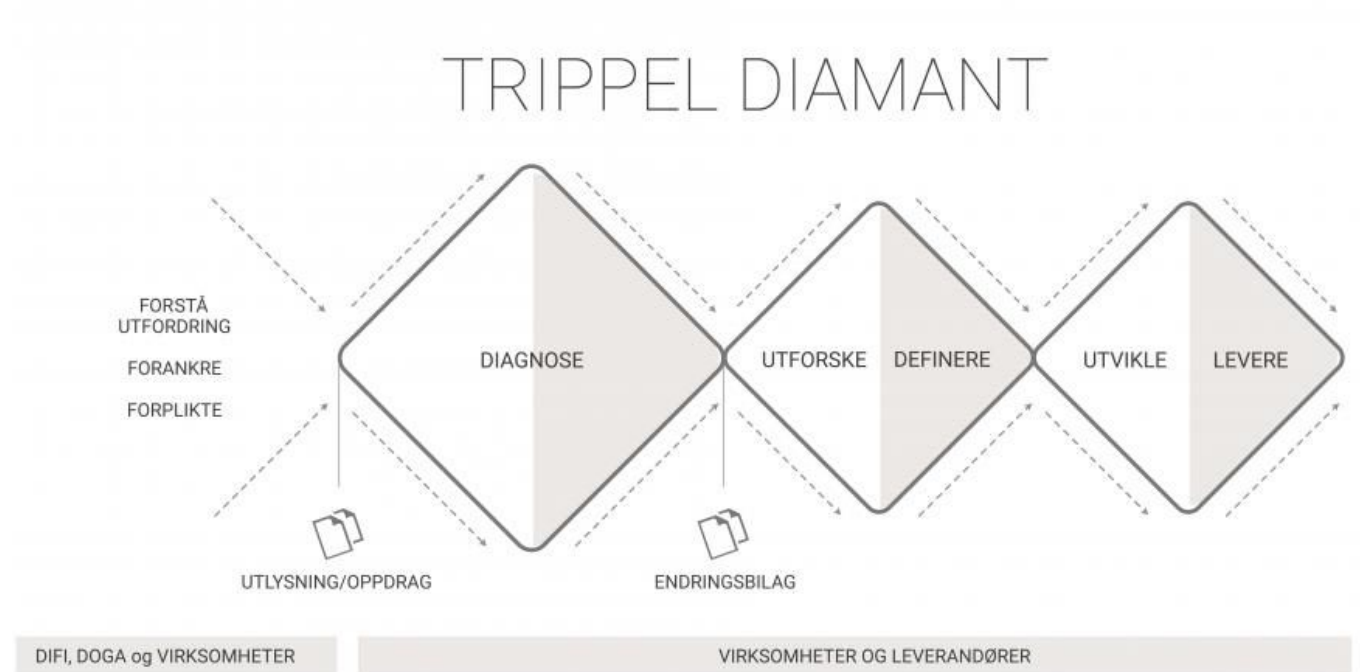 TRIPPEL DIAMANT
FORSTÅ
UTFORDRING
FORANKRE
FORPLIKTE
DIAGNOSE
UTFORSKE
DEFINERE
UTVIKLE
LEVERE
UTLYSNING/OPPDRAG
ENDRINGSBILAG
DIFI, DOGA og VIRKSOMHETER
VIRKSOMHETER OG LEVERANDØRER